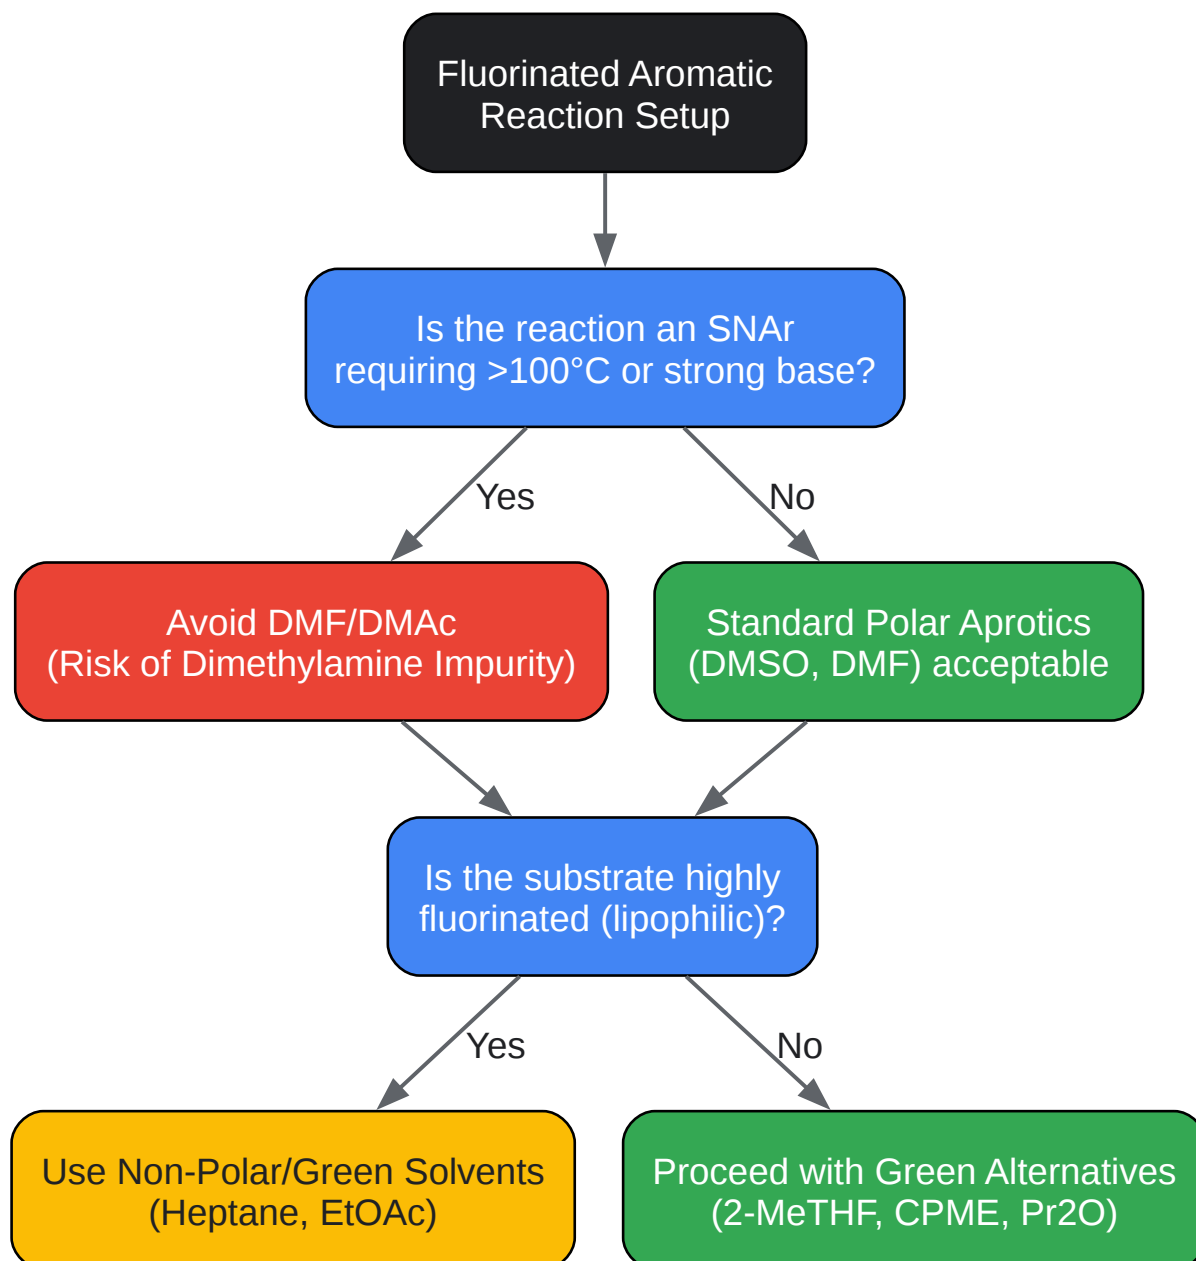 Fluorinated Aromatic
Reaction Setup
Is the reaction an SNAr
requiring >100°C or strong base?
Yes
No
Avoid DMF/DMAc
(Risk of Dimethylamine Impurity)
Standard Polar Aprotics
(DMSO, DMF) acceptable
Is the substrate highly
fluorinated (lipophilic)?
Yes
No
Use Non-Polar/Green Solvents
(Heptane, EtOAc)
Proceed with Green Alternatives
(2-MeTHF, CPME, Pr2O)